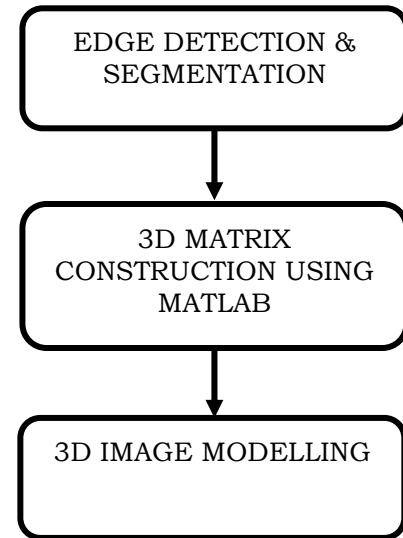 EDGE DETECTION &
SEGMENTATION
3D MATRIX
CONSTRUCTION USING
MATLAB
3D IMAGE MODELLING